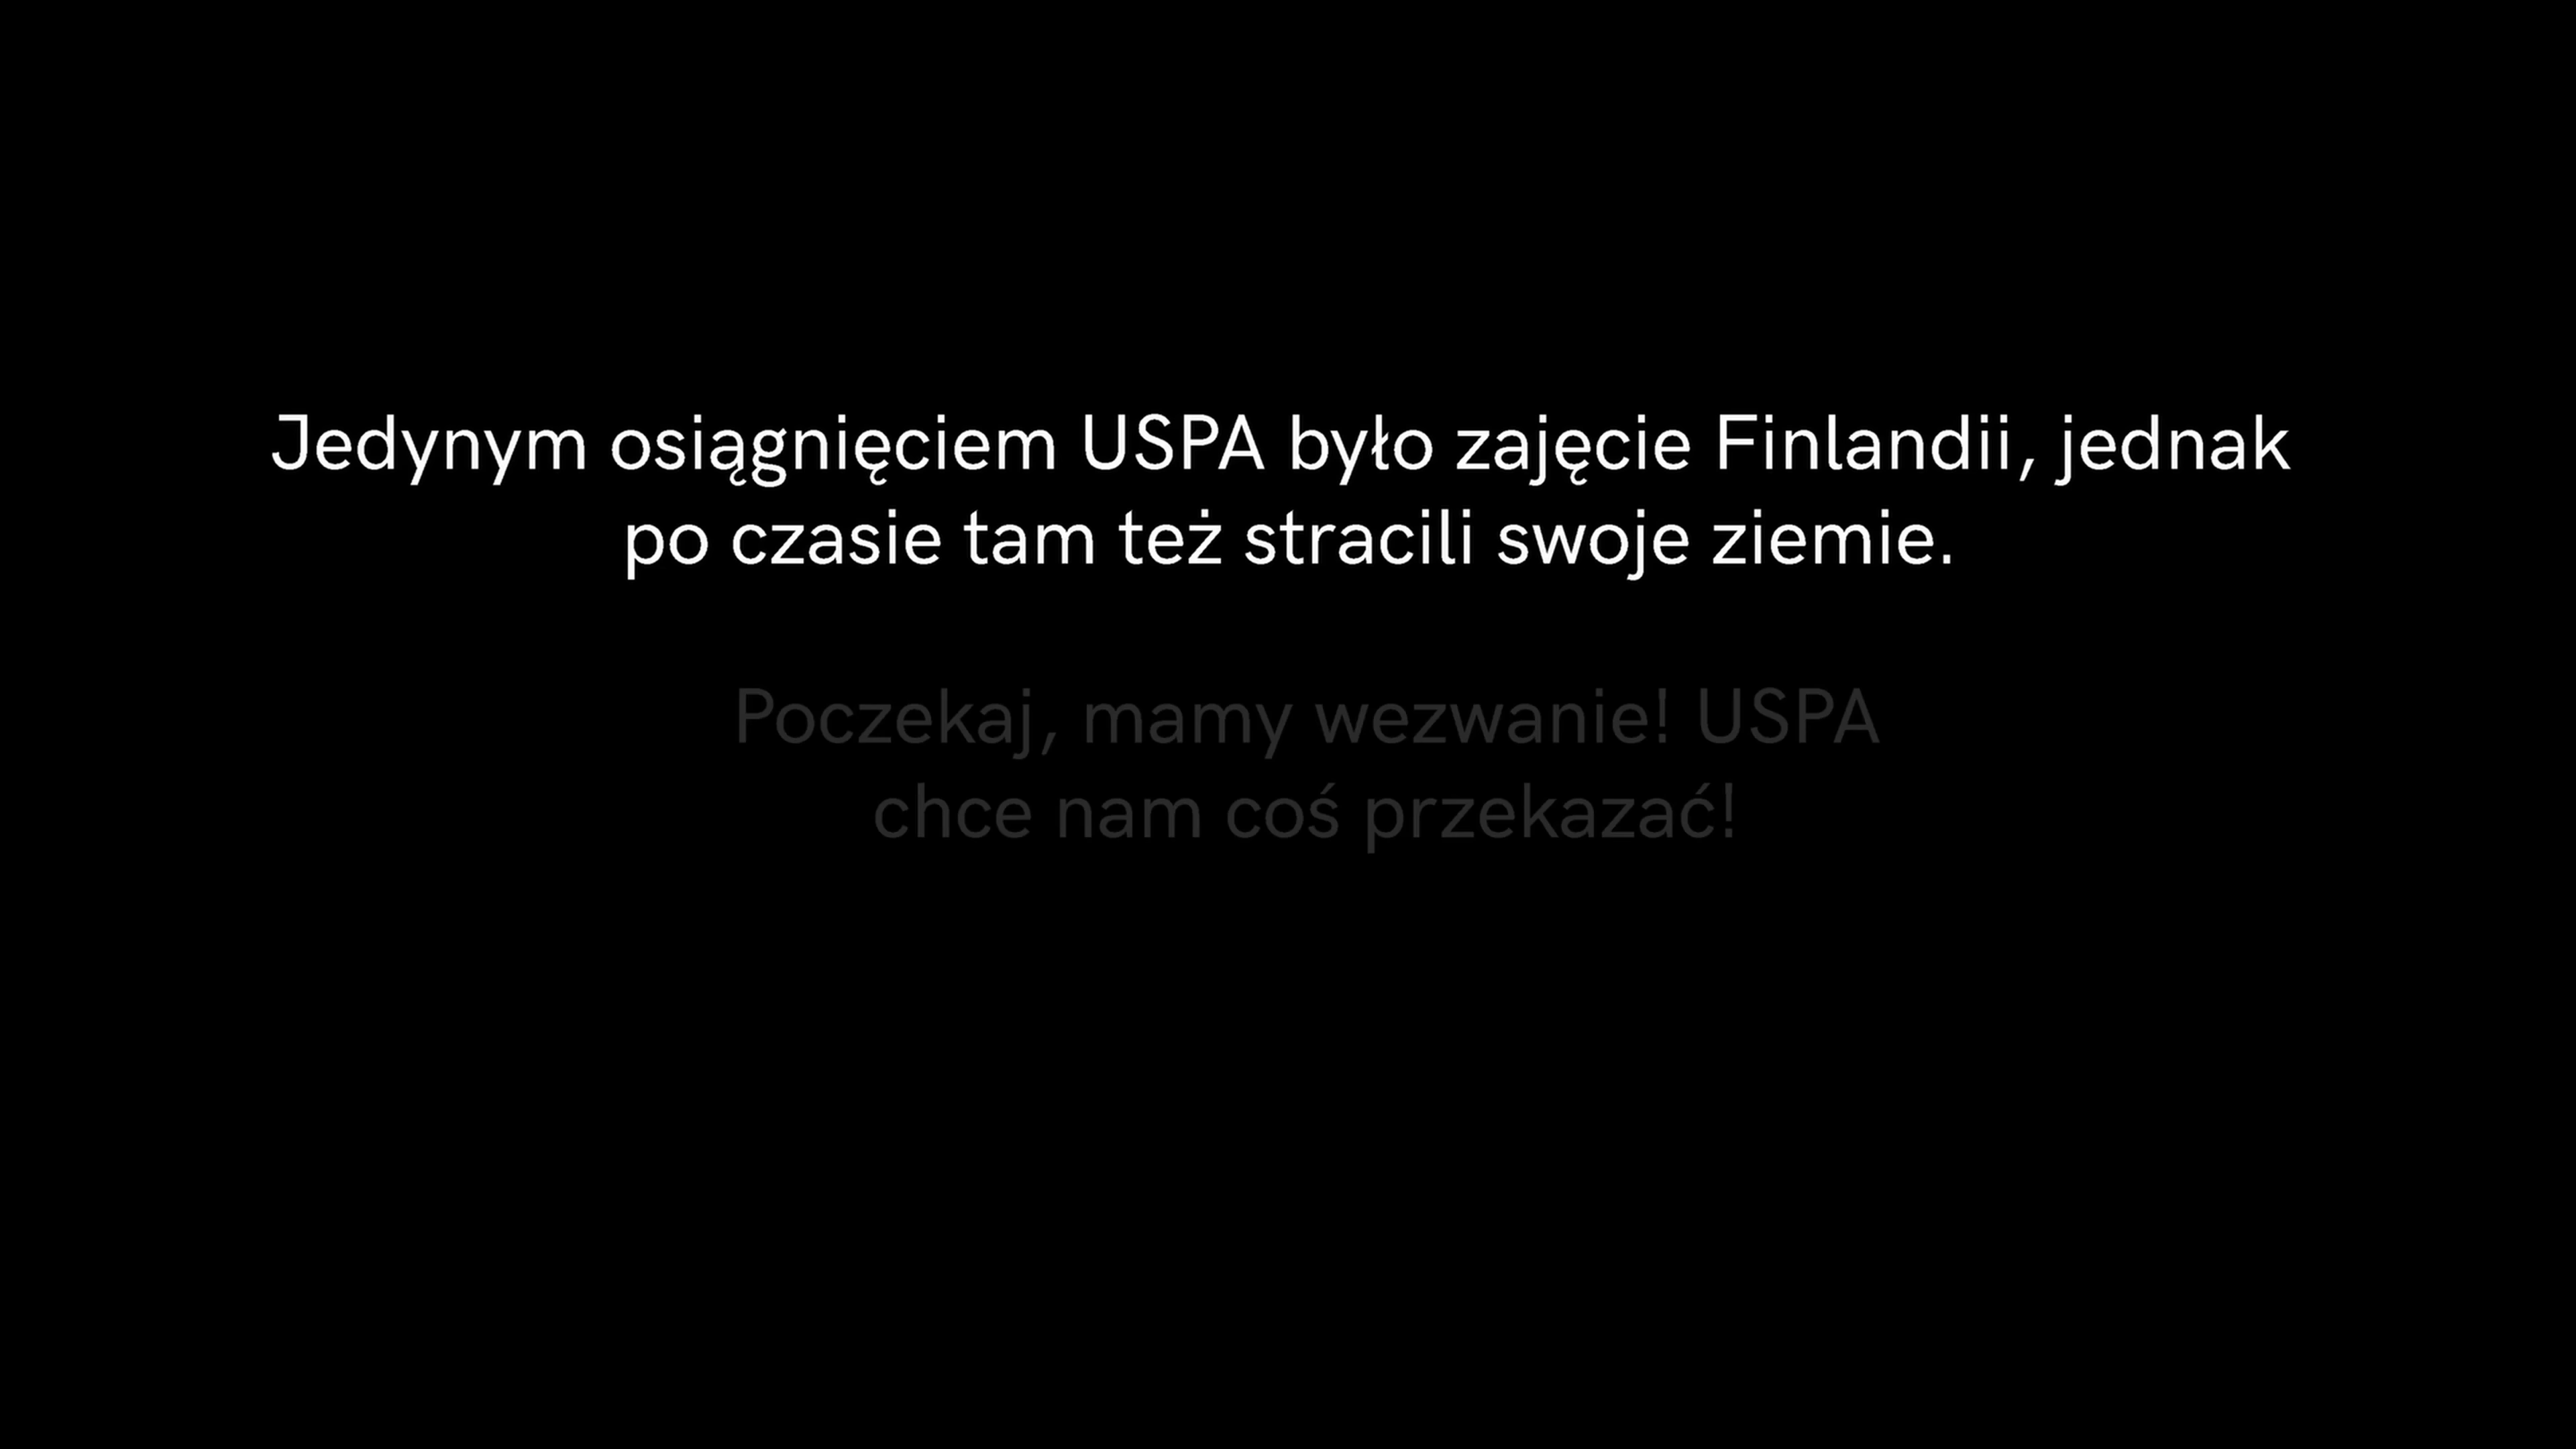 Jedynym osiągnięciem USPA było zajęcie Finlandii, jednak
po czasie tam też stracili swoje ziemie.
Poczekaj, mamy wezwanie! USPA
chce nam coś przekazać!